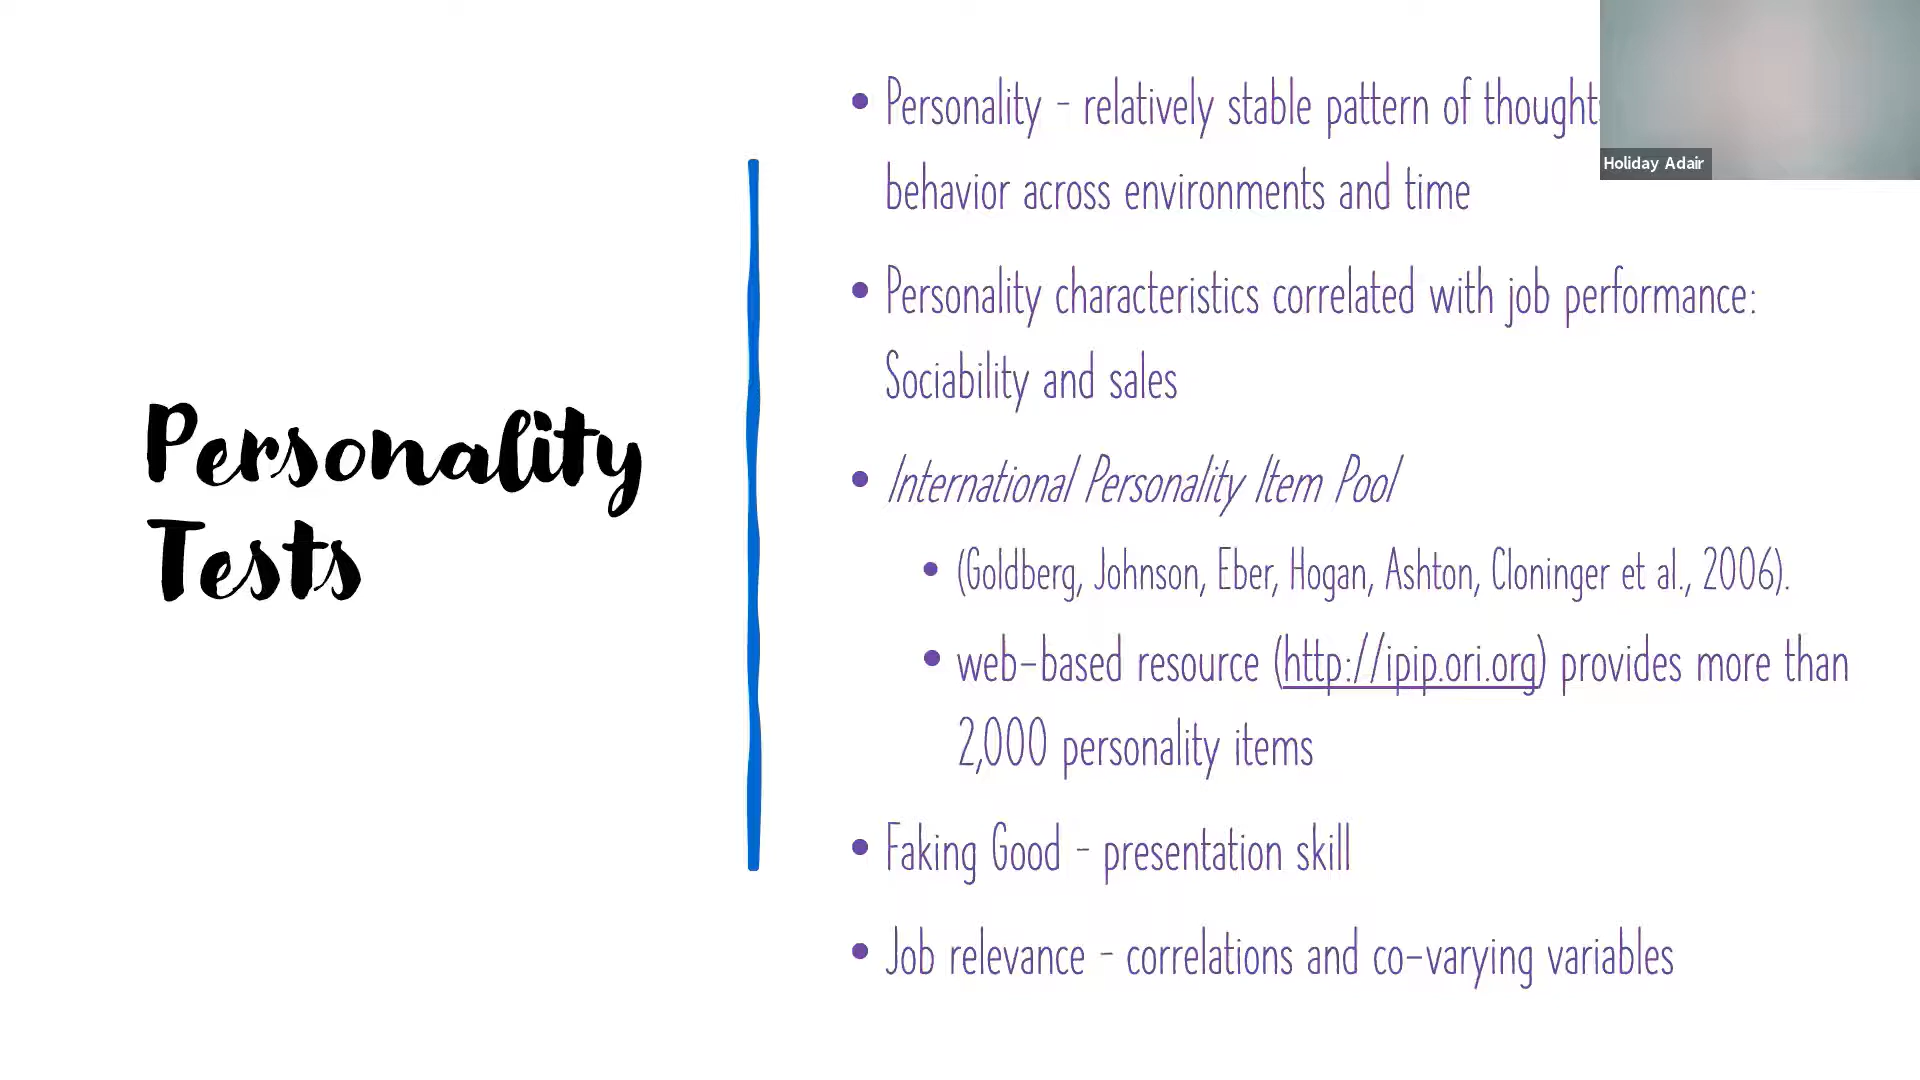 Personality
Tests
• Personality - relatively stable pattern of thoughts
behavior across environments and time
• Personality characteristics correlated with job performance:
Sociability and sales
• International Personality Item Pool
• (Goldberg, Johnson, Eber, Hogan, Ashton, Cloninger et al., 2006).
• web-based resource (http://ipip.ori.org) provides more than
2,000 personality items
• Faking Good - presentation skill
• Job relevance - correlations and co-varying variables
Holiday Adair